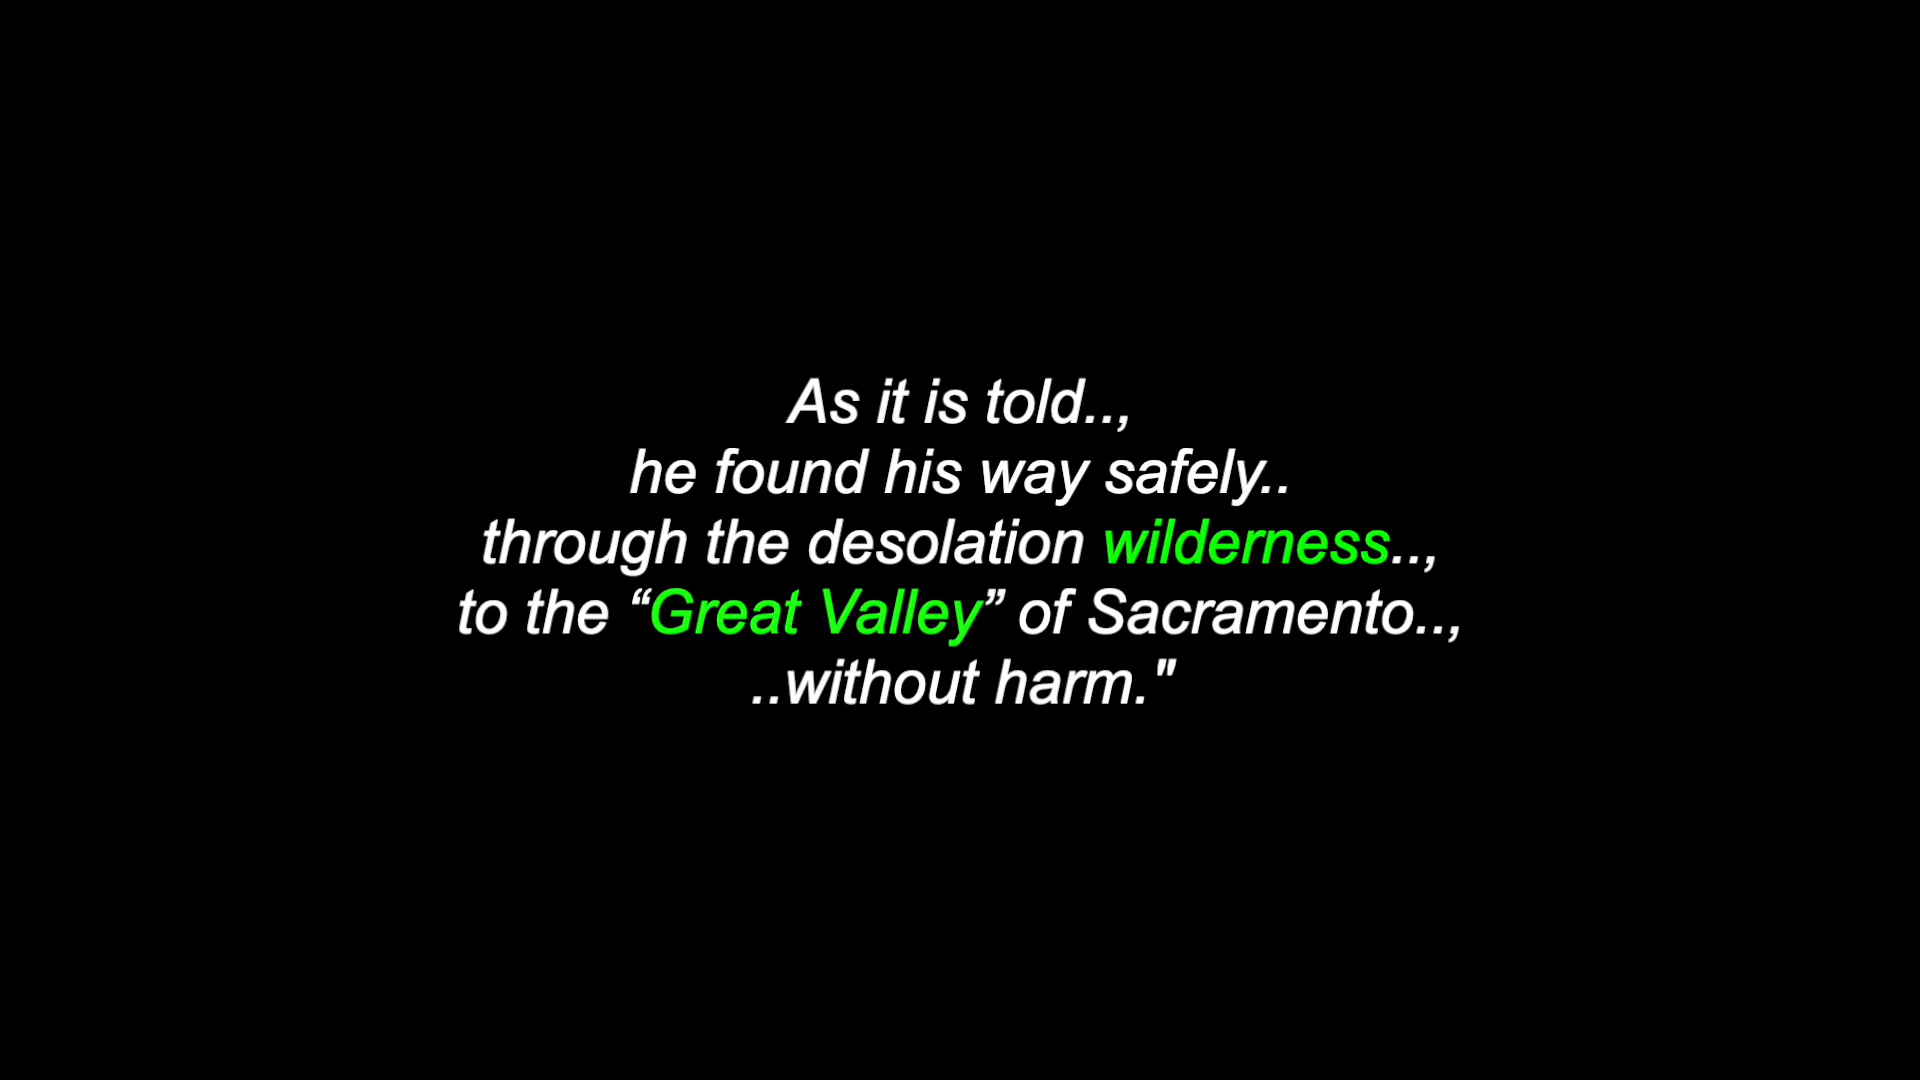 As it is told..,
he found his way safely..
through the desolation wilderness..,
to the “Great Valley” of Sacramento..,
..without harm."